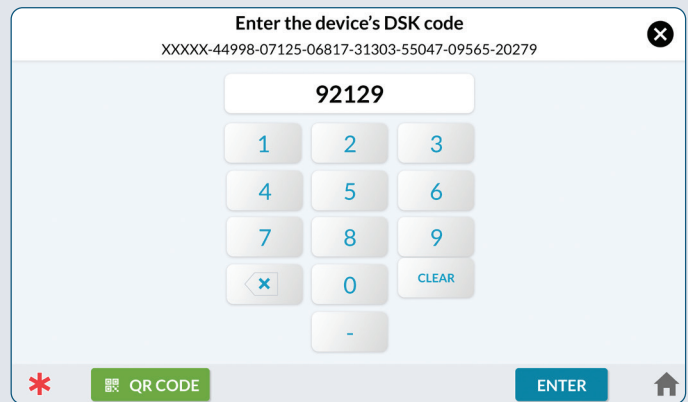 Enter the device's DSK code
XXXXX-44998-07125-06817-31303-55047-09565-20279
92129
1 2 3
4 5 6
7 8 9
0 CLEAR
-
QR CODE ENTER